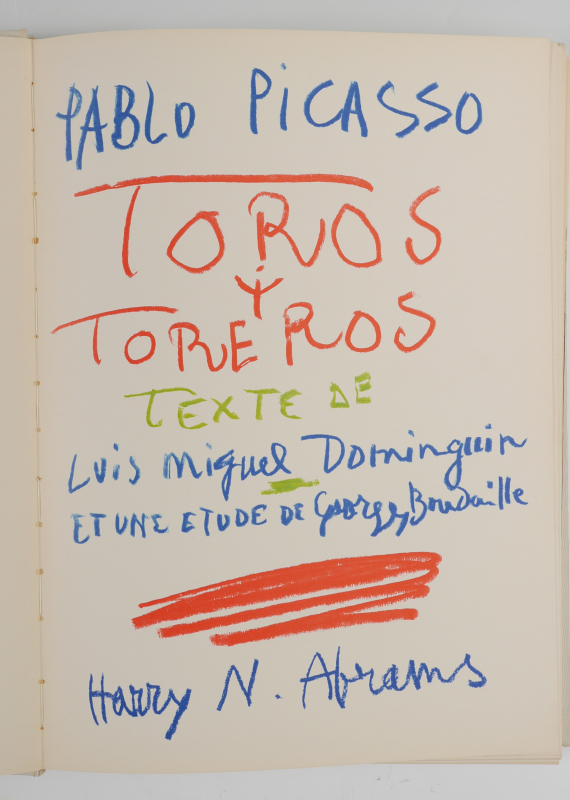 PABLO PiCASSO
TOROS
Y
TOREROS
TEXTE DE
Luis Miguel Dominguin
ET UNE ETUDE DE Georges Boudaille
Harry N. Abrams